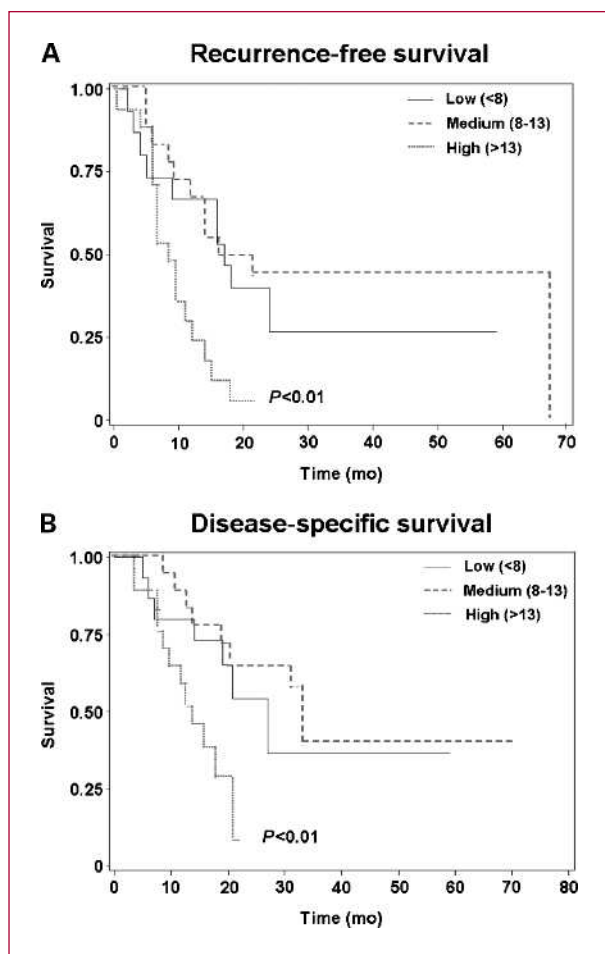 A Recurrence-free survival
1.00
0.75
0.50
0.25
0
Survival
Low (<8)
Medium (8-13)
High (>13)
P<0.01
0 10 20 30 40 50 60 70
Time (mo)
B Disease-specific survival
1.00
0.75
0.50
0.25
0
Survival
Low (<8)
Medium (8-13)
High (>13)
P<0.01
0 10 20 30 40 50 60 70 80
Time (mo)